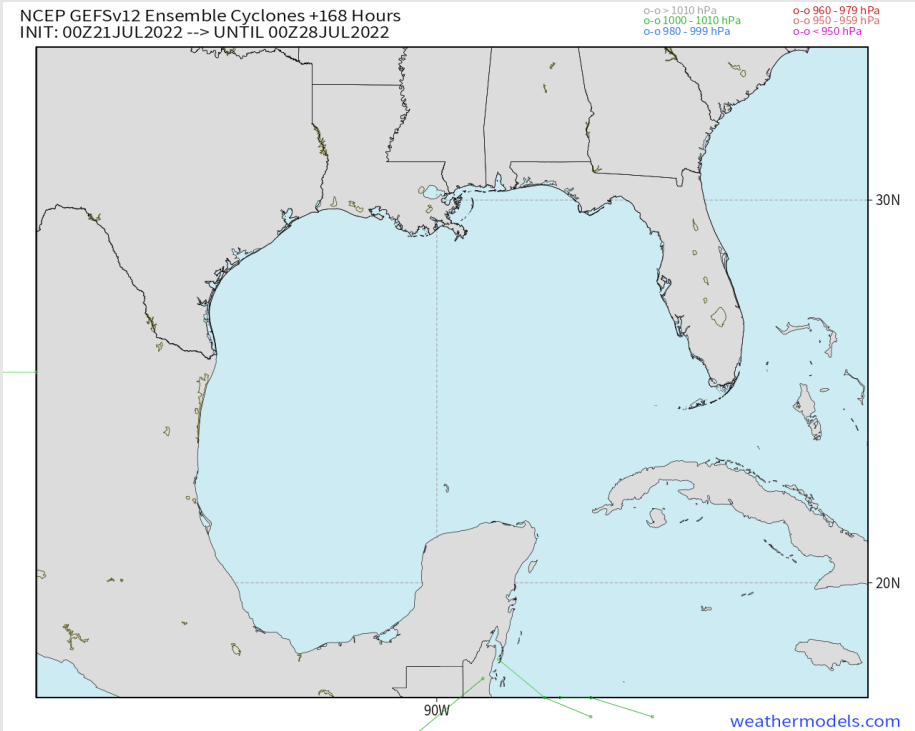 NCEP GEFSv12 Ensemble Cyclones +168 Hours
INIT: 00Z21JUL2022 --> UNTIL 00Z28JUL2022
o-o > 1010 hPa
o-o 1000 - 1010 hPa
o-o 980 - 999 hPa
o-o 960 - 979 hPa
o-o 950 - 959 hPa
o-o < 950 hPa
30N
20N
90W
weathermodels.com